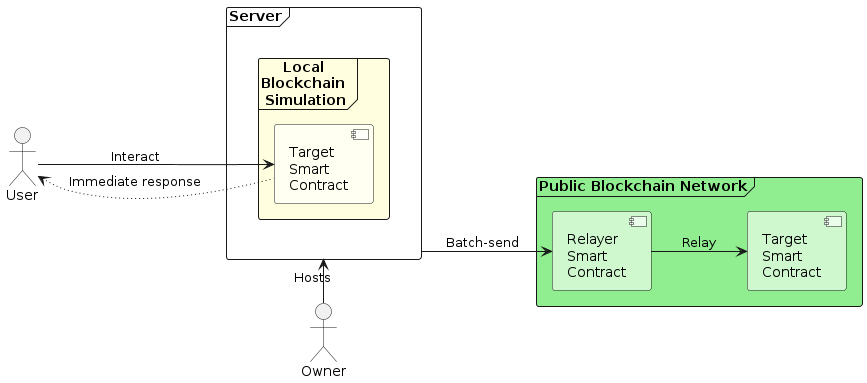 Server
Local
Blockchain
Simulation
Target
Smart
Contract
Interact
Immediate response
User
Public Blockchain Network
Batch-send
Relayer
Smart
Contract
Relay
Target
Smart
Contract
Hosts
Owner